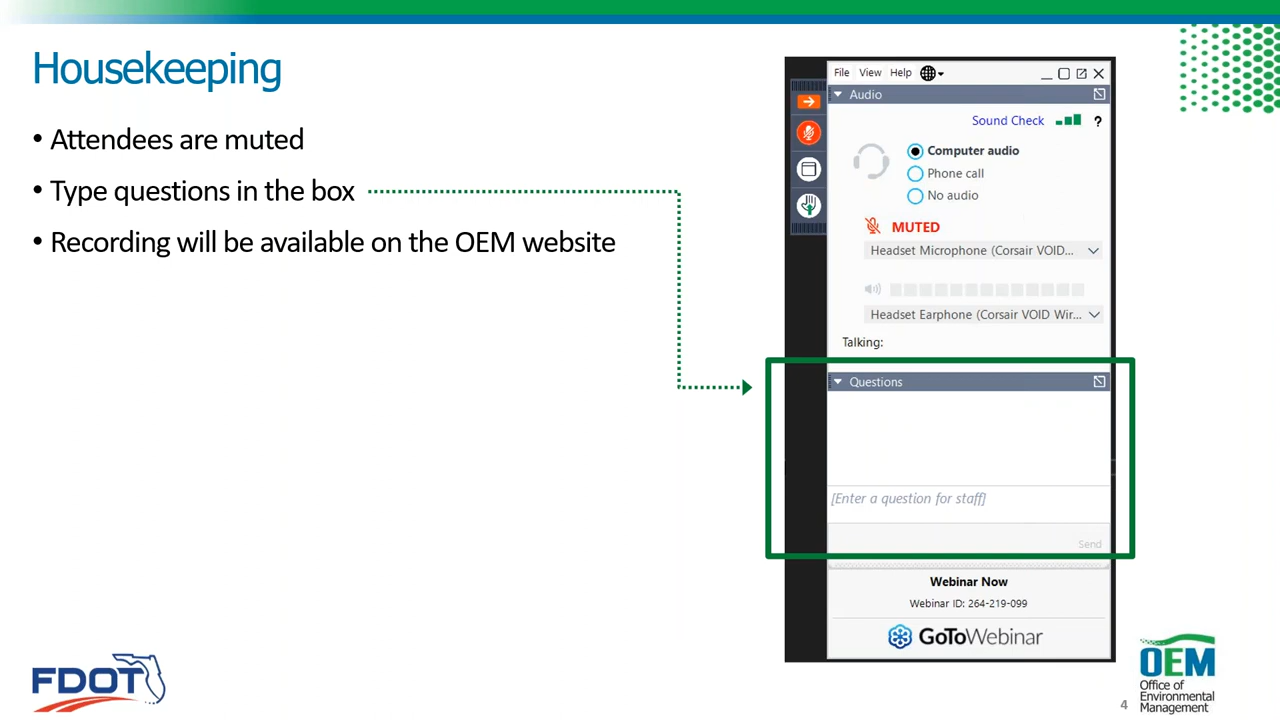 Housekeeping
• Attendees are muted
• Type questions in the box
• Recording will be available on the OEM website
File View Help
Audio
Sound Check ?
Computer audio
Phone call
No audio
MUTED
Headset Microphone (Corsair VOID...
Headset Earphone (Corsair VOID Wir...
Talking:
Questions
[Enter a question for staff]
Send
Webinar Now
Webinar ID: 264-219-099
GoToWebinar
FDOT
4
OEM
Office of
Environmental
Management